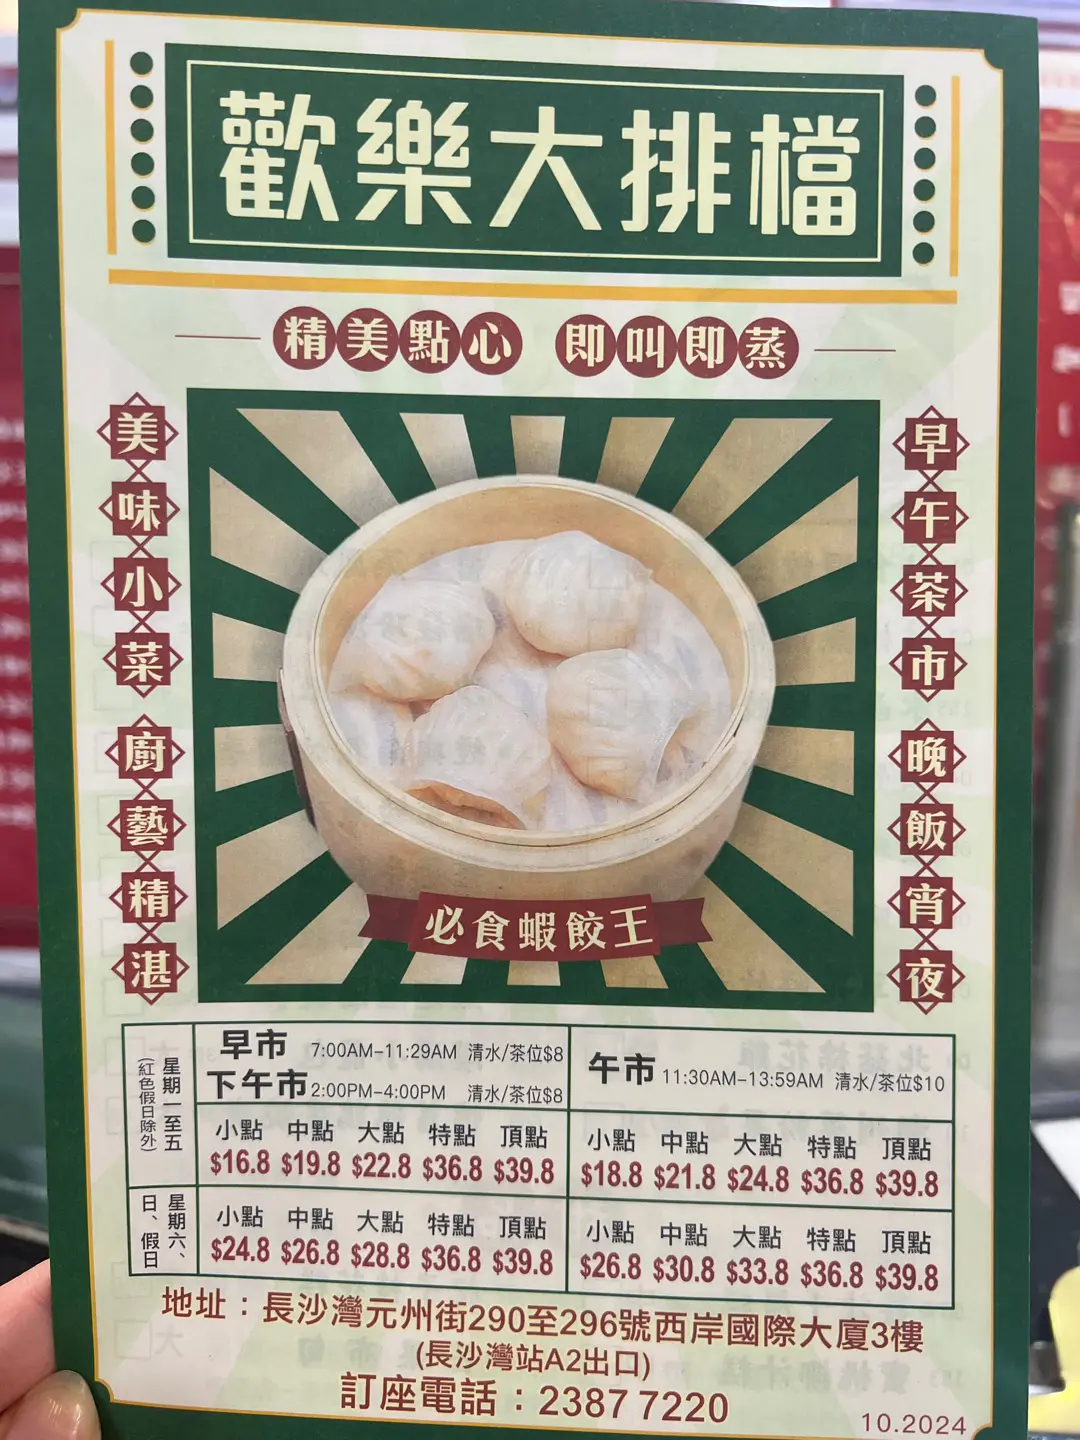 歡樂大排檔
精美點心 即叫即蒸
美味小菜 廚藝精湛
早午茶市 晚飯宵夜
必食蝦餃王
星期一至五
(紅色假日除外)
早市 7:00AM–11:29AM 清水/茶位$8
下午市 2:00PM–4:00PM 清水/茶位$8
小點 中點 大點 特點 頂點
$16.8 $19.8 $22.8 $36.8 $39.8
午市 11:30AM–13:59AM 清水/茶位$10
小點 中點 大點 特點 頂點
$18.8 $21.8 $24.8 $36.8 $39.8
星期六、
日、假日
小點 中點 大點 特點 頂點
$24.8 $26.8 $28.8 $36.8 $39.8
小點 中點 大點 特點 頂點
$26.8 $30.8 $33.8 $36.8 $39.8
地址：長沙灣元州街290至296號西岸國際大廈3樓
(長沙灣站A2出口)
訂座電話：2387 7220
10.2024